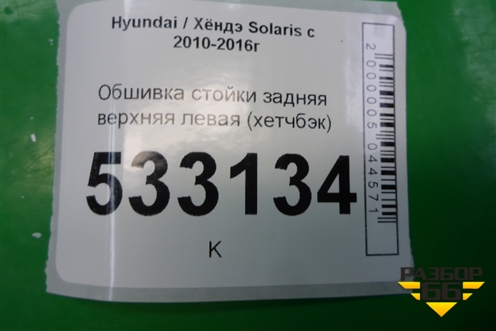 Hyundai / Хёндэ Solaris с
2010-2016г
Обшивка стойки задняя
верхняя левая (хетчбэк)
533134
К
2000005044571
РАЗБОР
66